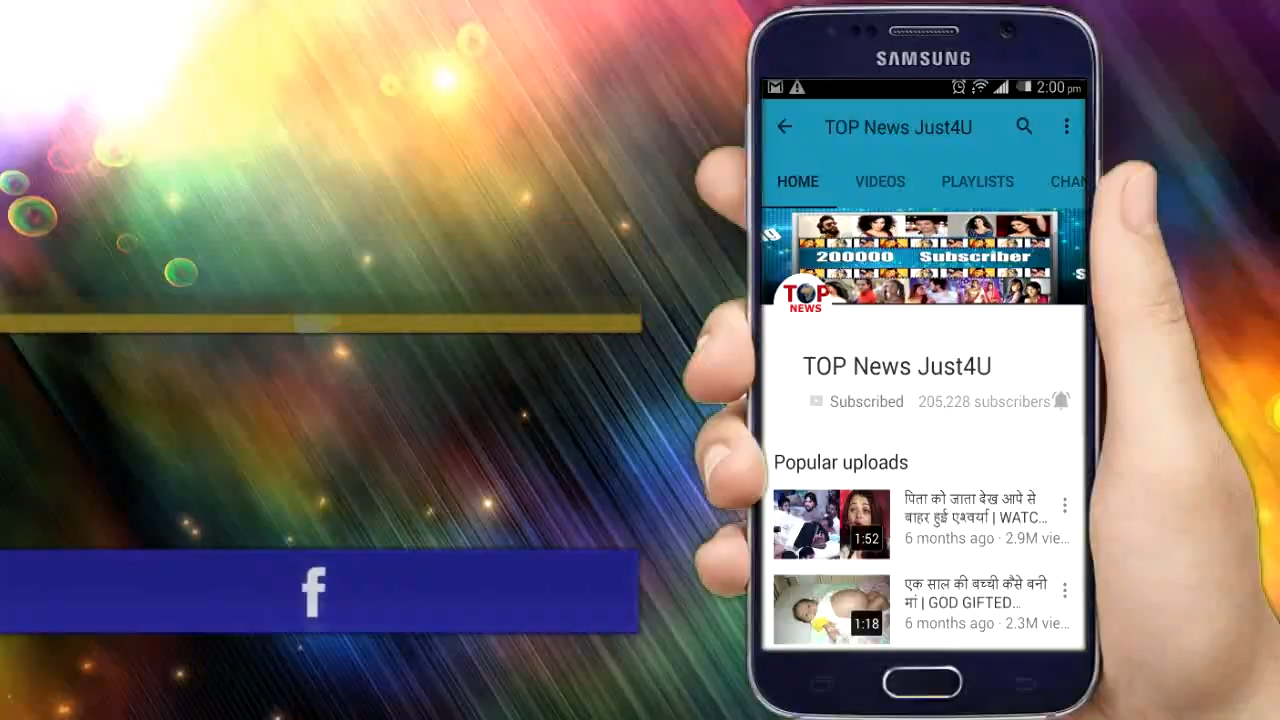 SAMSUNG
2:00 pm
TOP News Just4U
HOME VIDEOS PLAYLISTS CHAN
200000 Subscriber
TOP
NEWS
TOP News Just4U
Subscribed 205,228 subscribers
Popular uploads
पिता को जाता देख आपे से
बाहर हुई एश्वर्या | WATC...
1:52
6 months ago · 2.9M vie...
एक साल की बच्ची कैसे बनी
मां | GOD GIFTED...
1:18
6 months ago · 2.3M vie...
f